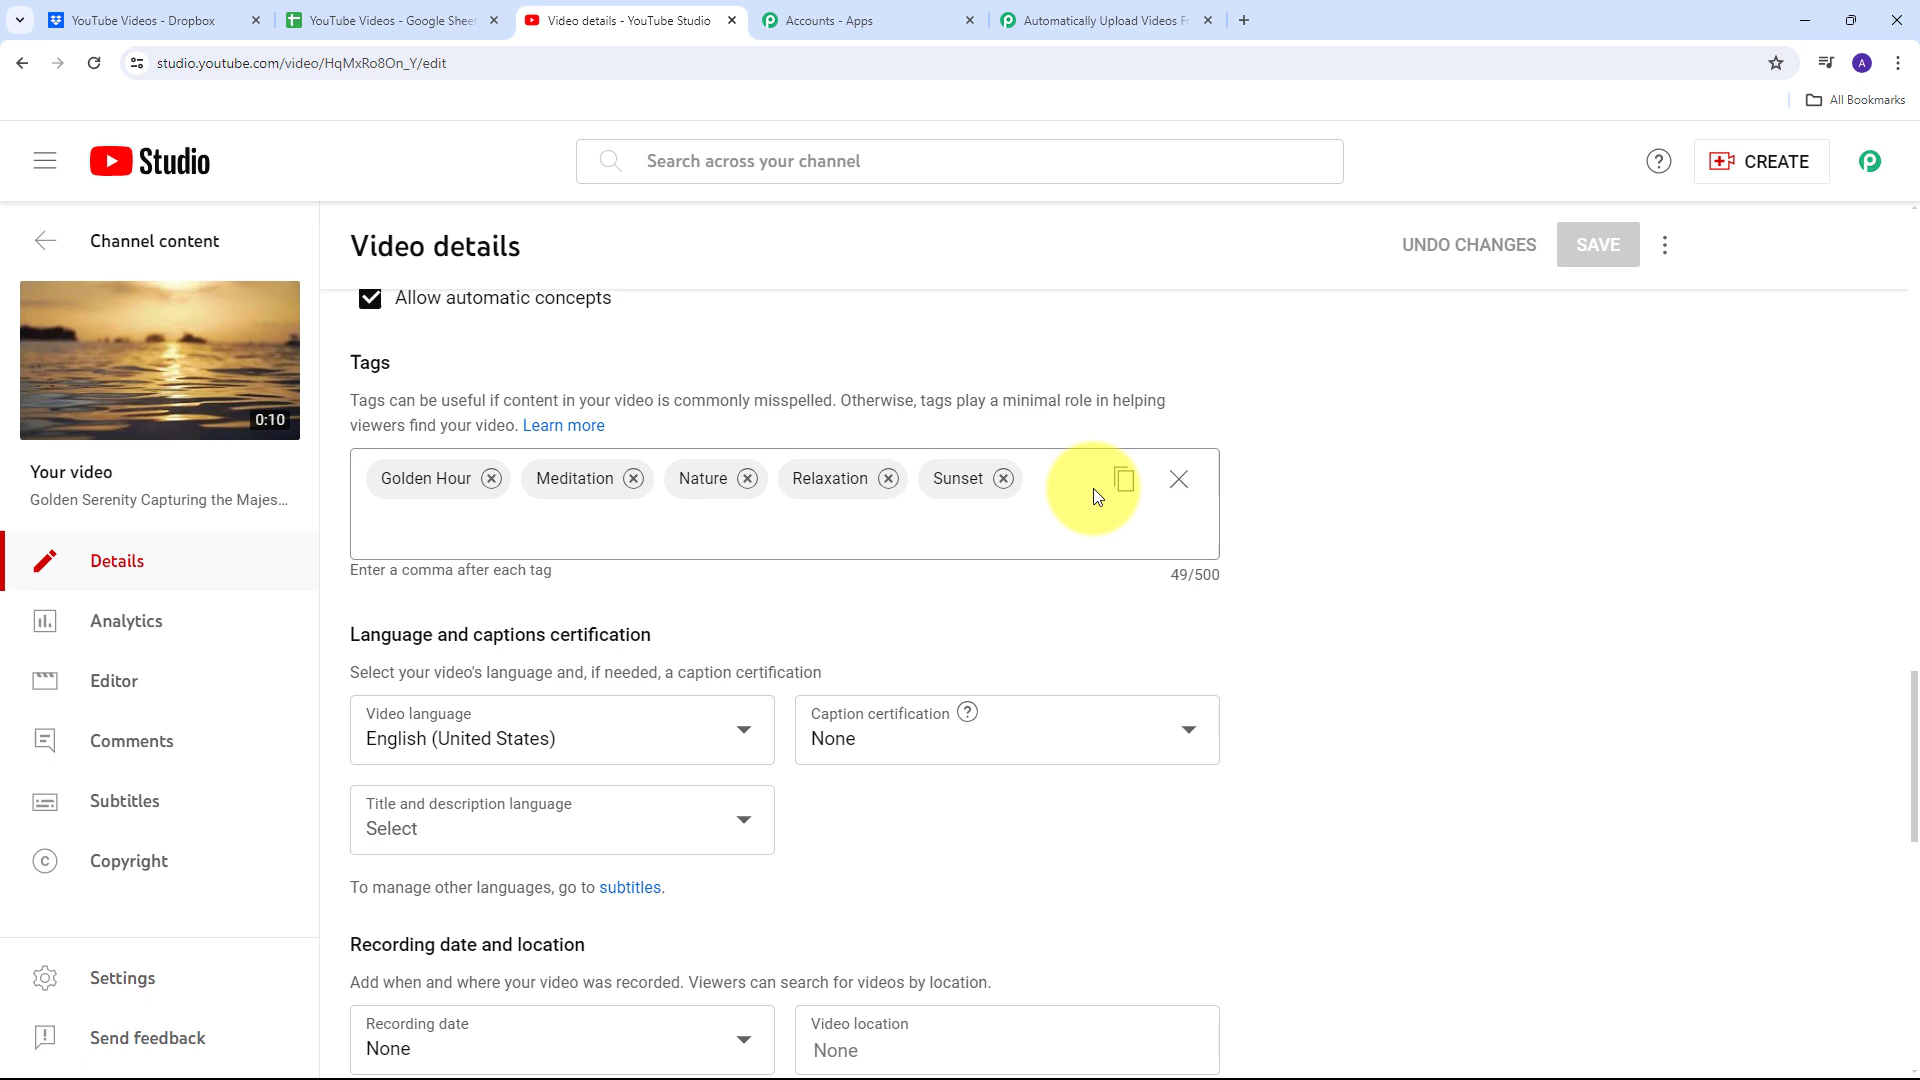 YouTube Videos - Dropbox
YouTube Videos - Google Sheet
Video details - YouTube Studio
Accounts - Apps
Automatically Upload Videos F
studio.youtube.com/video/HqMxRo8On_Y/edit
A
All Bookmarks
Studio
Search across your channel
CREATE
Channel content
Video details
UNDO CHANGES
SAVE
Allow automatic concepts
0:10
Your video
Golden Serenity Capturing the Majes...
Details
Analytics
Editor
Comments
Subtitles
Copyright
Settings
Send feedback
Tags
Tags can be useful if content in your video is commonly misspelled. Otherwise, tags play a minimal role in helping
viewers find your video. Learn more
Golden Hour
Meditation
Nature
Relaxation
Sunset
Enter a comma after each tag
49/500
Language and captions certification
Select your video's language and, if needed, a caption certification
Video language
English (United States)
Caption certification
None
Title and description language
Select
To manage other languages, go to subtitles.
Recording date and location
Add when and where your video was recorded. Viewers can search for videos by location.
Recording date
None
Video location
None